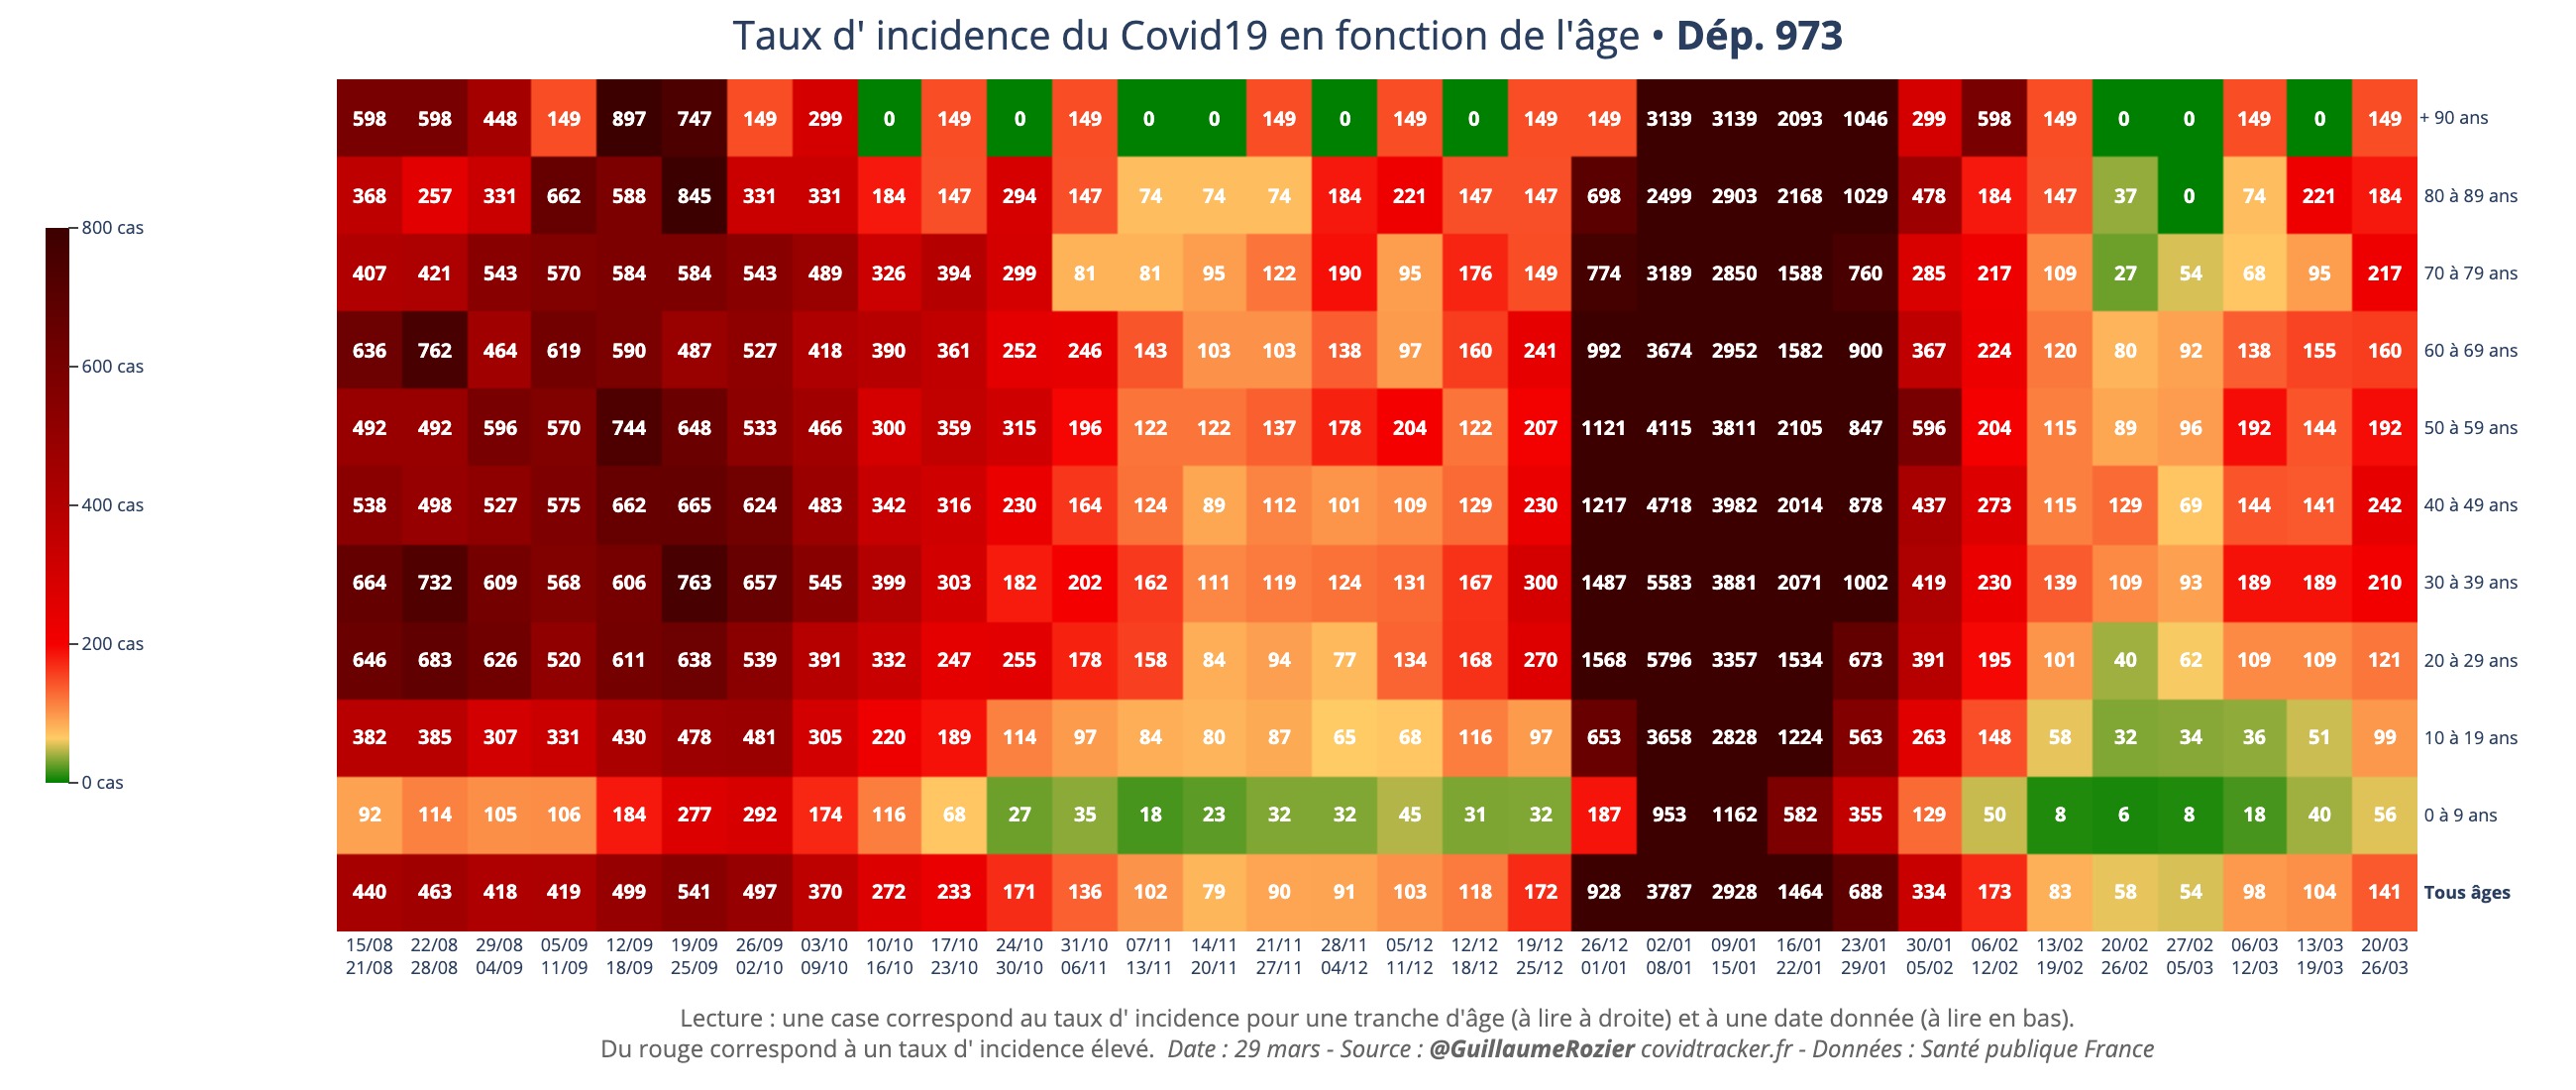 Taux d' incidence du Covid19 en fonction de l'âge • Dép. 973
598 598 448 149 897 747 149 299 0 149 0 149 0 0 149 0 149 0 149 149 3139 3139 2093 1046 299 598 149 0 0 149 0 149 + 90 ans
368 257 331 662 588 845 331 331 184 147 294 147 74 74 74 184 221 147 147 698 2499 2903 2168 1029 478 184 147 37 0 74 221 184 80 à 89 ans
800 cas
407 421 543 570 584 584 543 489 326 394 299 81 81 95 122 190 95 176 149 774 3189 2850 1588 760 285 217 109 27 54 68 95 217 70 à 79 ans
636 762 464 619 590 487 527 418 390 361 252 246 143 103 103 138 97 160 241 992 3674 2952 1582 900 367 224 120 80 92 138 155 160 60 à 69 ans
600 cas
492 492 596 570 744 648 533 466 300 359 315 196 122 122 137 178 204 122 207 1121 4115 3811 2105 847 596 204 115 89 96 192 144 192 50 à 59 ans
400 cas
538 498 527 575 662 665 624 483 342 316 230 164 124 89 112 101 109 129 230 1217 4718 3982 2014 878 437 273 115 129 69 144 141 242 40 à 49 ans
664 732 609 568 606 763 657 545 399 303 182 202 162 111 119 124 131 167 300 1487 5583 3881 2071 1002 419 230 139 109 93 189 189 210 30 à 39 ans
200 cas
646 683 626 520 611 638 539 391 332 247 255 178 158 84 94 77 134 168 270 1568 5796 3357 1534 673 391 195 101 40 62 109 109 121 20 à 29 ans
382 385 307 331 430 478 481 305 220 189 114 97 84 80 87 65 68 116 97 653 3658 2828 1224 563 263 148 58 32 34 36 51 99 10 à 19 ans
0 cas
92 114 105 106 184 277 292 174 116 68 27 35 18 23 32 32 45 31 32 187 953 1162 582 355 129 50 8 6 8 18 40 56 0 à 9 ans
440 463 418 419 499 541 497 370 272 233 171 136 102 79 90 91 103 118 172 928 3787 2928 1464 688 334 173 83 58 54 98 104 141 Tous âges
15/08 22/08 29/08 05/09 12/09 19/09 26/09 03/10 10/10 17/10 24/10 31/10 07/11 14/11 21/11 28/11 05/12 12/12 19/12 26/12 02/01 09/01 16/01 23/01 30/01 06/02 13/02 20/02 27/02 06/03 13/03 20/03
21/08 28/08 04/09 11/09 18/09 25/09 02/10 09/10 16/10 23/10 30/10 06/11 13/11 20/11 27/11 04/12 11/12 18/12 25/12 01/01 08/01 15/01 22/01 29/01 05/02 12/02 19/02 26/02 05/03 12/03 19/03 26/03
Lecture : une case correspond au taux d' incidence pour une tranche d'âge (à lire à droite) et à une date donnée (à lire en bas).
Du rouge correspond à un taux d' incidence élevé. Date : 29 mars - Source : @GuillaumeRozier covidtracker.fr - Données : Santé publique France